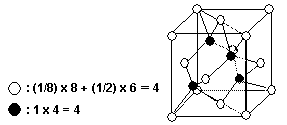 : (1/8) x 8 + (1/2) x 6 = 4
: 1 x 4 = 4